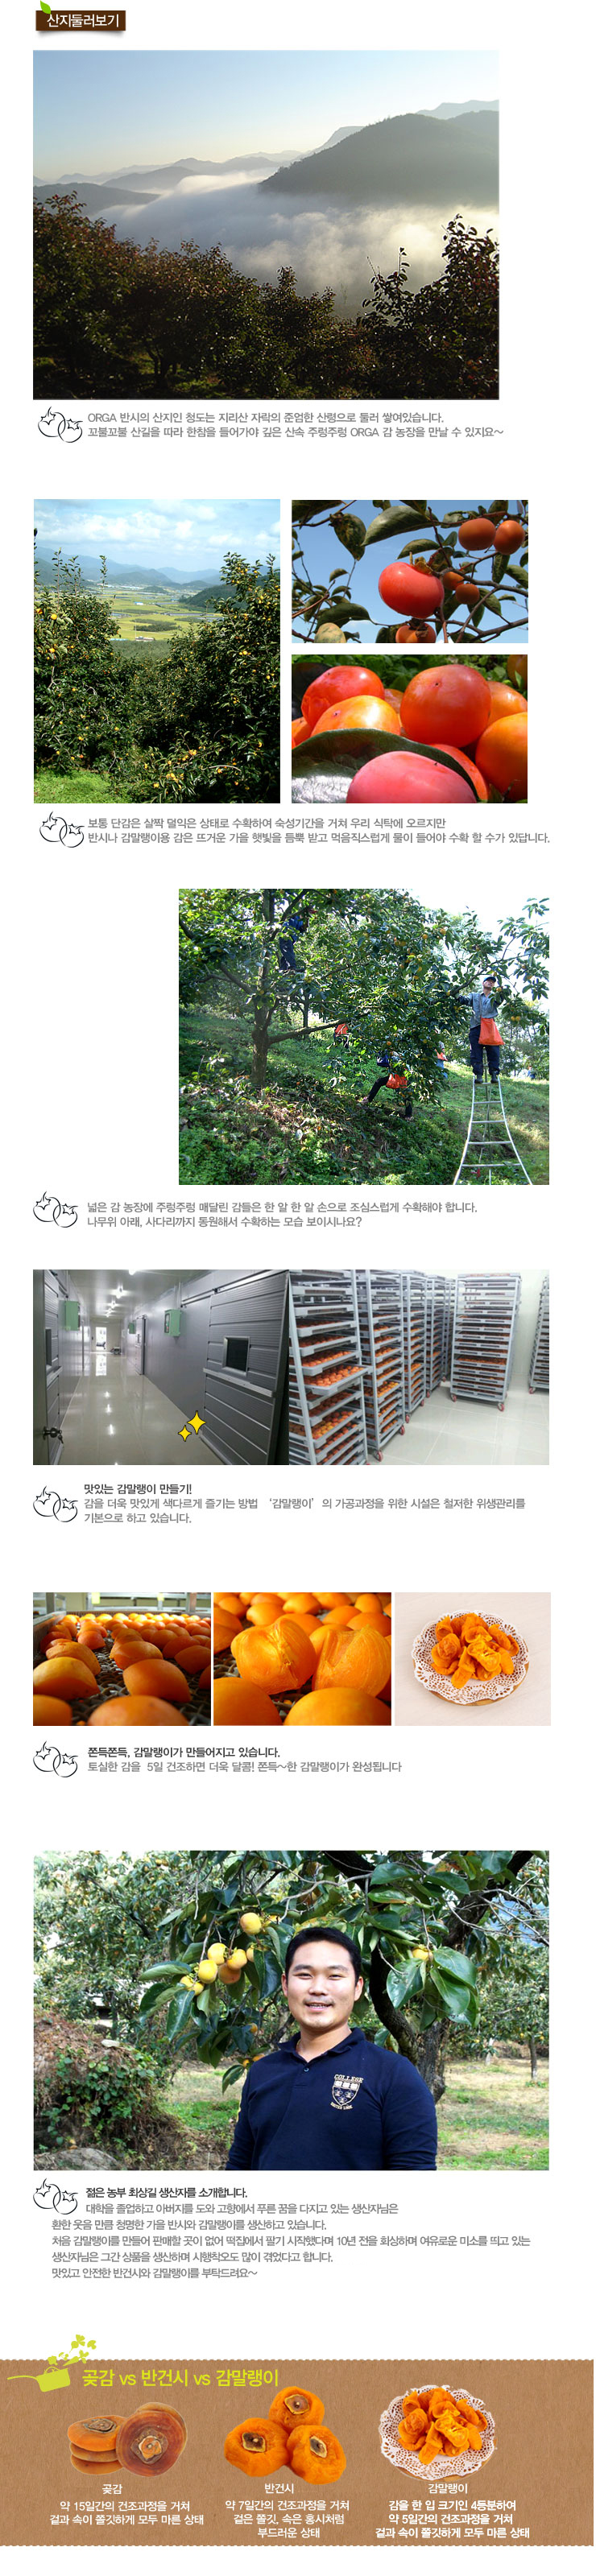 산지둘러보기
ORGA 반시의 산지인 청도는 지리산 자락의 준엄한 산령으로 둘러 쌓여있습니다.
꼬불꼬불 산길을 따라 한참을 들어가야 깊은 산속 주렁주렁 ORGA 감 농장을 만날 수 있지요~
보통 단감은 살짝 덜익은 상태로 수확하여 숙성기간을 거쳐 우리 식탁에 오르지만
반시나 감말랭이용 감은 뜨거운 가을 햇빛을 듬뿍 받고 먹음직스럽게 물이 들어야 수확 할 수가 있답니다.
넓은 감 농장에 주렁주렁 매달린 감들은 한 알 한 알 손으로 조심스럽게 수확해야 합니다.
나무위 아래, 사다리까지 동원해서 수확하는 모습 보이시나요?
맛있는 감말랭이 만들기!
감을 더욱 맛있게 색다르게 즐기는 방법 ‘감말랭이’의 가공과정을 위한 시설은 철저한 위생관리를
기본으로 하고 있습니다.
쫀득쫀득, 감말랭이가 만들어지고 있습니다.
토실한 감을 5일 건조하면 더욱 달콤! 쫀득~한 감말랭이가 완성됩니다
COLLEGE
젊은 농부 최상길 생산자를 소개합니다.
대학을 졸업하고 아버지를 도와 고향에서 푸른 꿈을 다지고 있는 생산자님은
환한 웃음 만큼 청명한 가을 반시와 감말랭이를 생산하고 있습니다.
처음 감말랭이를 만들어 판매할 곳이 없어 떡집에서 팔기 시작했다며 10년 전을 회상하며 여유로운 미소를 띄고 있는
생산자님은 그간 상품을 생산하며 시행착오도 많이 겪었다고 합니다.
맛있고 안전한 반건시와 감말랭이를 부탁드려요~
곶감 vs 반건시 vs 감말랭이
곶감
약 15일간의 건조과정을 거쳐
겉과 속이 쫄깃하게 모두 마른 상태
반건시
약 7일간의 건조과정을 거쳐
겉은 쫄깃, 속은 홍시처럼
부드러운 상태
감말랭이
감을 한 입 크기인 4등분하여
약 5일간의 건조과정을 거쳐
겉과 속이 쫄깃하게 모두 마른 상태